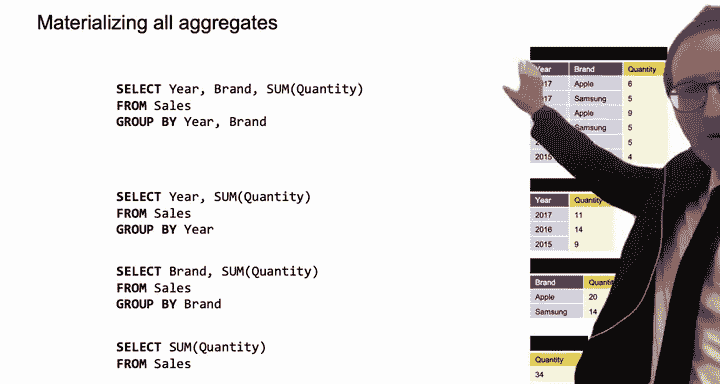 Materializing all aggregates
SELECT Year, Brand, SUM(Quantity)
FROM Sales
GROUP BY Year, Brand
SELECT Year, SUM(Quantity)
FROM Sales
GROUP BY Year
SELECT Brand, SUM(Quantity)
FROM Sales
GROUP BY Brand
SELECT SUM(Quantity)
FROM Sales
Year Brand Quantity
Apple 6
Samsung 5
Apple 9
Samsung 5
5
2015 4
Year
2017 11
2016 14
2015 9
Brand
Apple 20
Samsung 14
Quantity
34